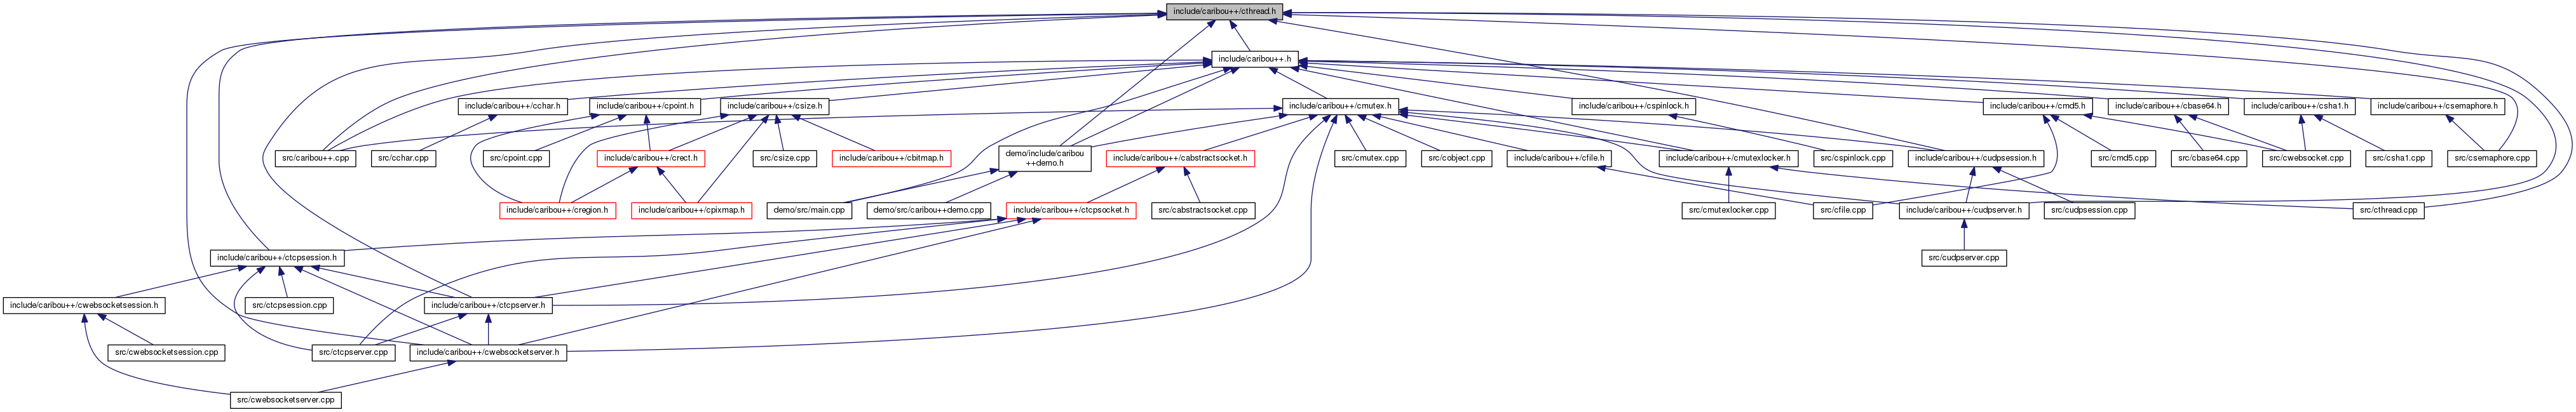 include/caribou++/cthread.h
include/caribou++.h
include/caribou++/cchar.h
include/caribou++/cpoint.h
include/caribou++/csize.h
include/caribou++/cmutex.h
include/caribou++/cspinlock.h
include/caribou++/cmd5.h
include/caribou++/cbase64.h
include/caribou++/csha1.h
include/caribou++/csemaphore.h
src/caribou++.cpp
src/cchar.cpp
src/cpoint.cpp
include/caribou++/crect.h
src/csize.cpp
include/caribou++/cbitmap.h
demo/include/caribou
++demo.h
include/caribou++/cabstractsocket.h
src/cmutex.cpp
src/cobject.cpp
include/caribou++/cfile.h
include/caribou++/cmutexlocker.h
src/cspinlock.cpp
include/caribou++/cudpsession.h
src/cmd5.cpp
src/cbase64.cpp
src/cwebsocket.cpp
src/csha1.cpp
src/csemaphore.cpp
include/caribou++/cregion.h
include/caribou++/cpixmap.h
demo/src/main.cpp
demo/src/caribou++demo.cpp
include/caribou++/ctcpsocket.h
src/cabstractsocket.cpp
src/cmutexlocker.cpp
src/cfile.cpp
include/caribou++/cudpserver.h
src/cudpsession.cpp
src/cthread.cpp
include/caribou++/ctcpsession.h
src/cudpserver.cpp
include/caribou++/cwebsocketsession.h
src/ctcpsession.cpp
include/caribou++/ctcpserver.h
src/cwebsocketsession.cpp
src/ctcpserver.cpp
include/caribou++/cwebsocketserver.h
src/cwebsocketserver.cpp